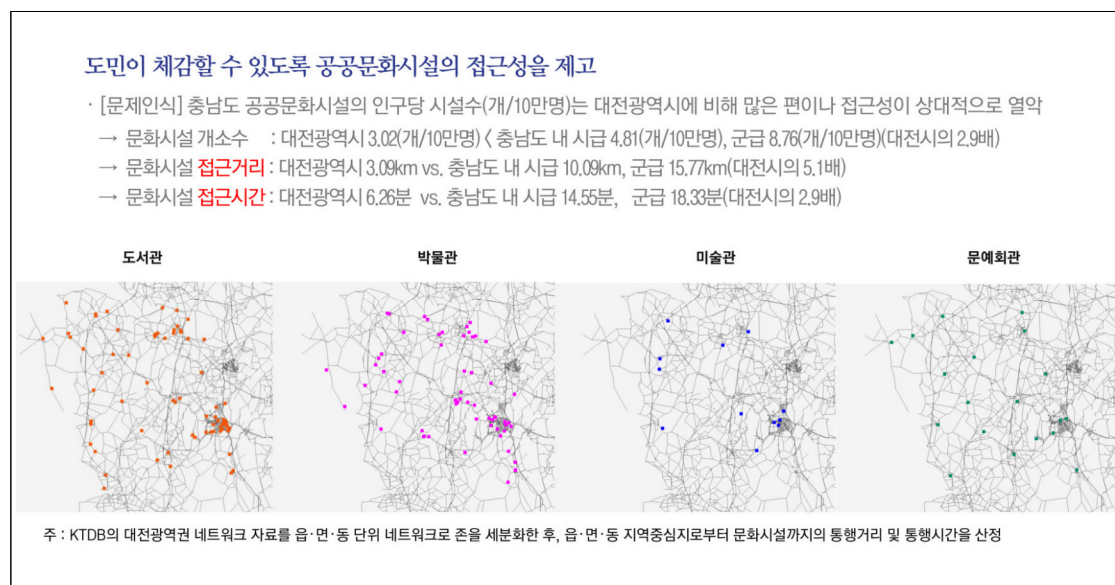 도민이 체감할 수 있도록 공공문화시설의 접근성을 제고
· [문제인식] 충남도 공공문화시설의 인구당 시설수(개/10만명)는 대전광역시에 비해 많은 편이나 접근성이 상대적으로 열악
→ 문화시설 개소수 : 대전광역시 3.02(개/10만명) < 충남도 내 시급 4.81(개/10만명), 군급 8.76(개/10만명)(대전시의 2.9배)
→ 문화시설 접근거리 : 대전광역시 3.09km vs. 충남도 내 시급 10.09km, 군급 15.77km(대전시의 5.1배)
→ 문화시설 접근시간 : 대전광역시 6.26분 vs. 충남도 내 시급 14.55분, 군급 18.33분(대전시의 2.9배)
도서관 박물관 미술관 문예회관
주 : KTDB의 대전광역권 네트워크 자료를 읍·면·동 단위 네트워크로 존을 세분화한 후, 읍·면·동 지역중심지로부터 문화시설까지의 통행거리 및 통행시간을 산정